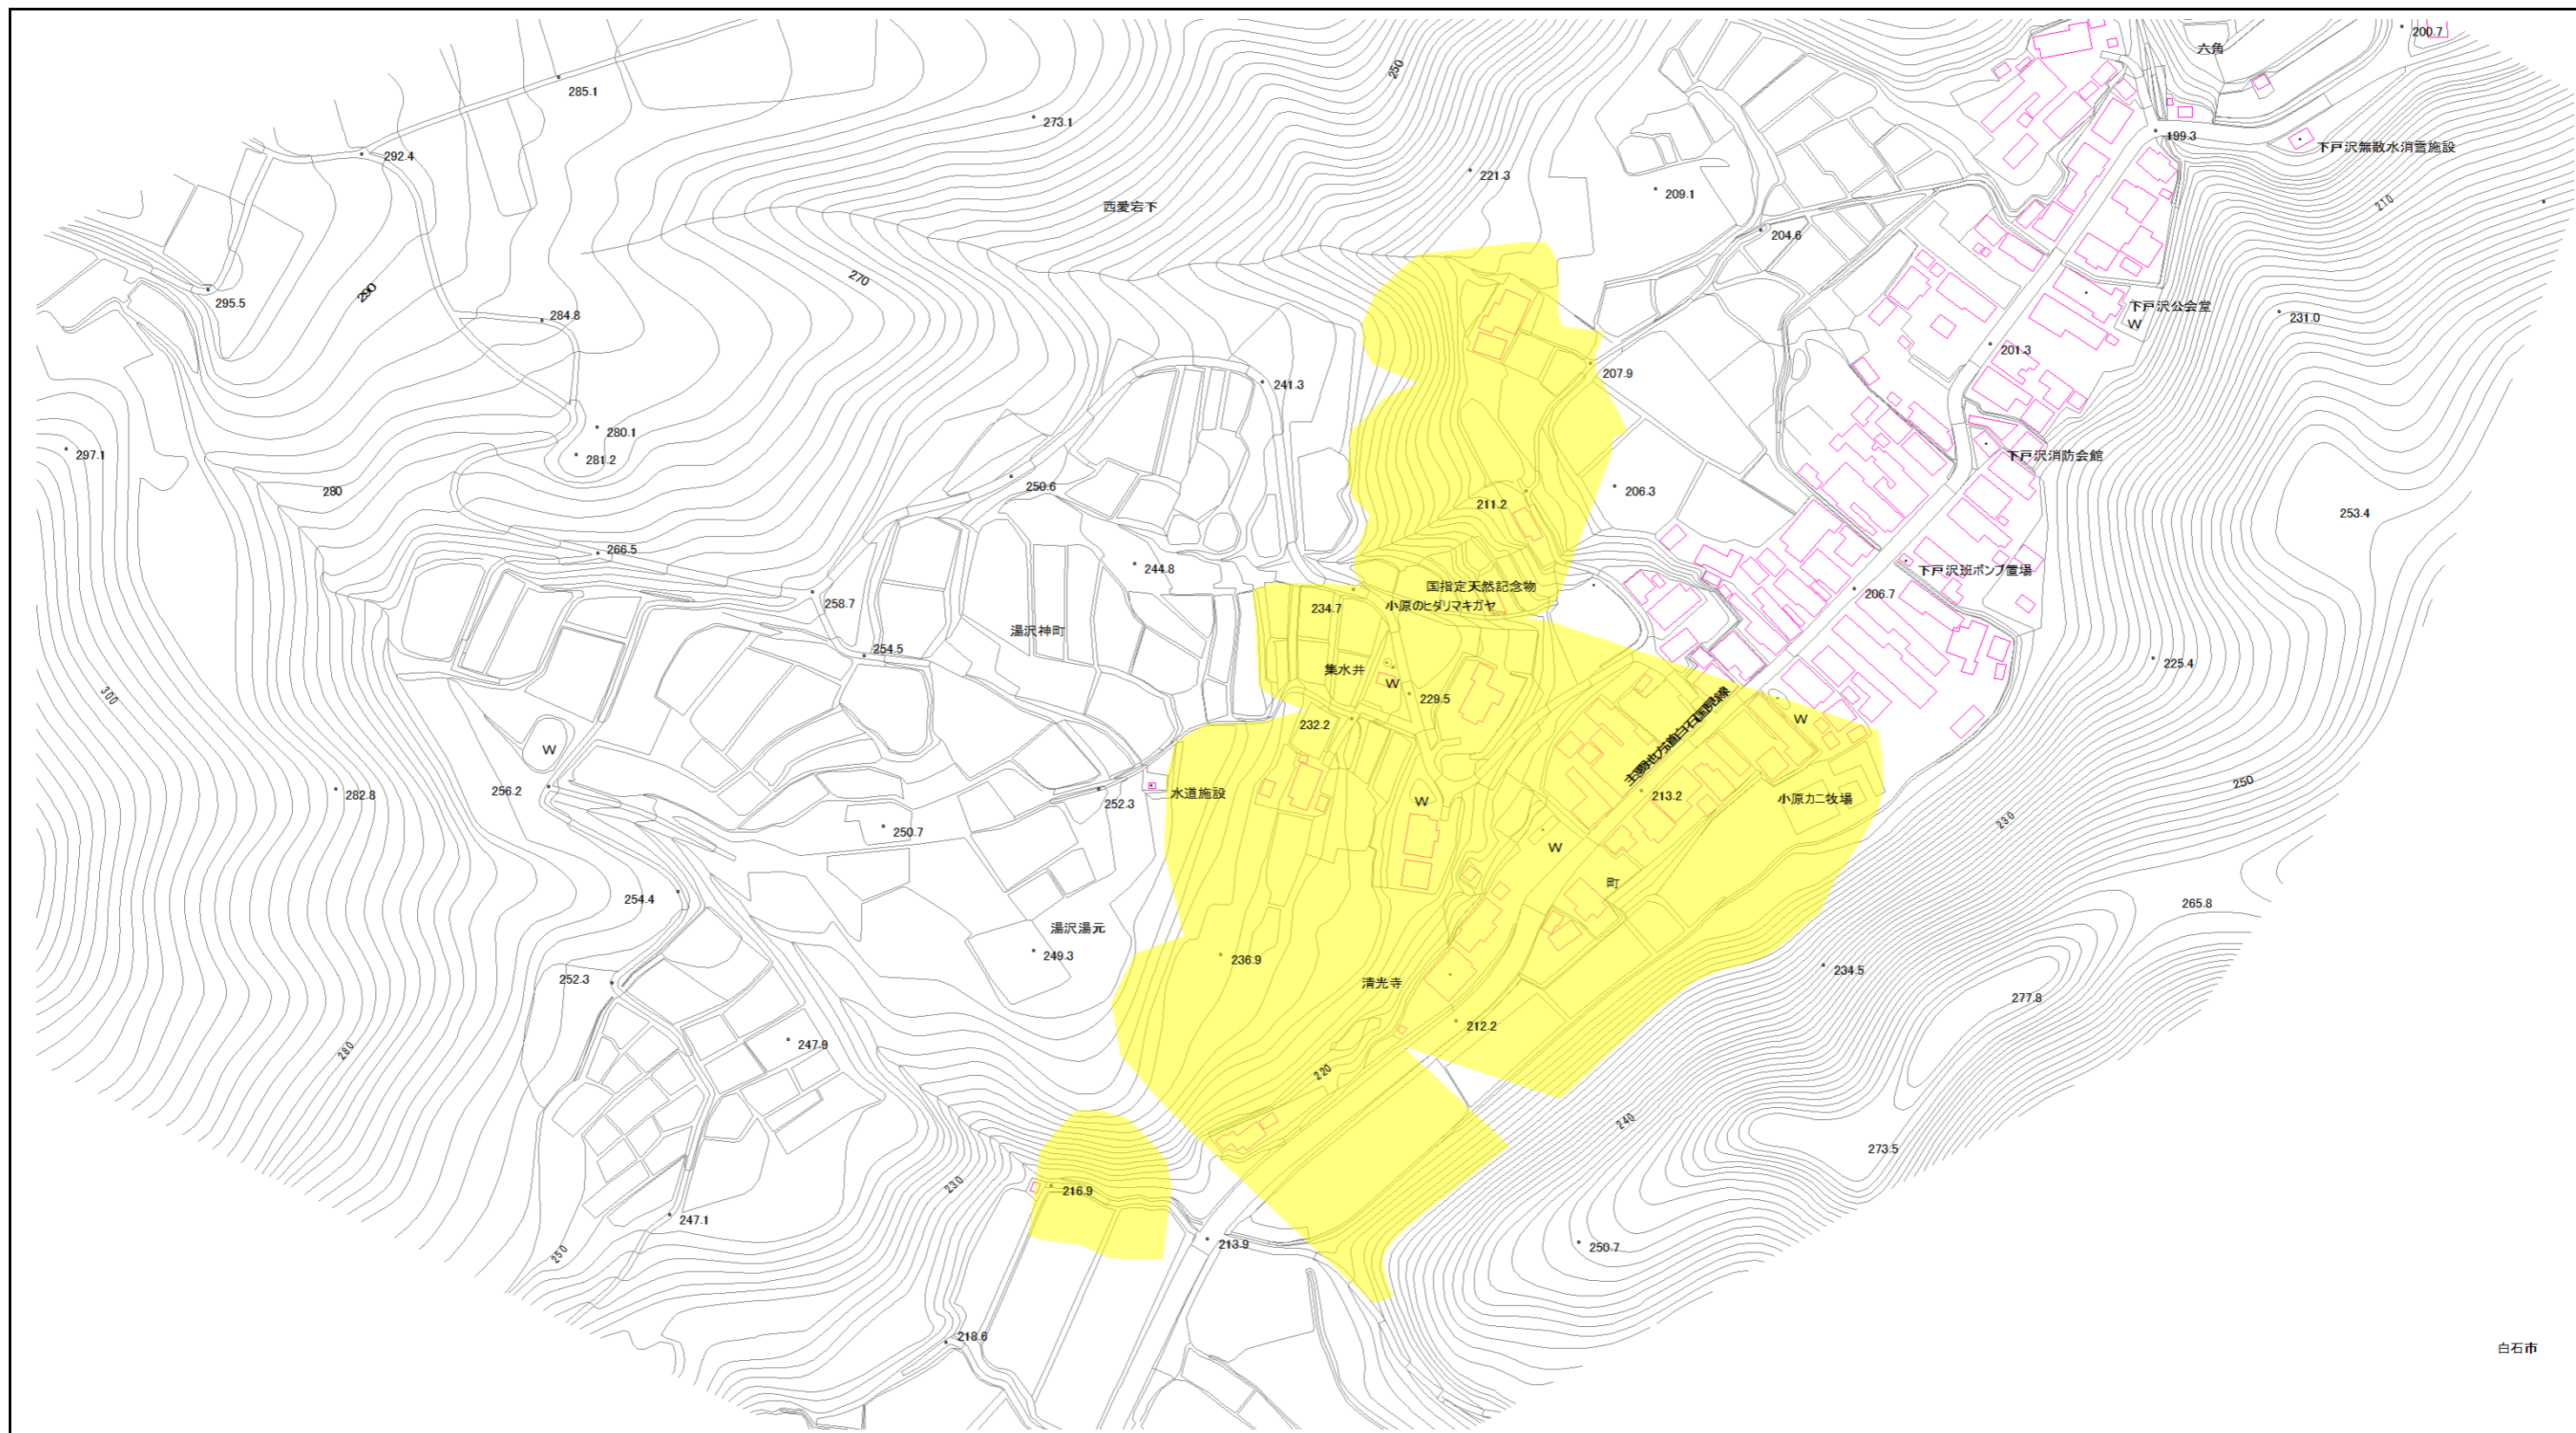 200.7
六角
285.1
273.1
250
199.3
下戸沢無散水消雪施設
292.4
221.3
209.1
210
西愛宕下
204.6
295.5
290
270
284.8
下戸沢公会堂
W
231.0
201.3
207.9
241.3
280.1
297.1
281.2
下戸沢消防会館
280
250.6
206.3
211.2
253.4
266.5
244.8
下戸沢班ポンプ置場
国指定天然記念物
小原のヒダリマキガヤ
258.7
234.7
206.7
湯沢神町
254.5
集水井
225.4
W
229.5
300
主要地方道白石国見線
232.2
W
W
256.2
282.8
水道施設
252.3
W
213.2
小原カニ牧場
250
230
250.7
W
町
254.4
265.8
湯沢湯元
249.3
236.9
清光寺
252.3
234.5
277.8
212.2
247.9
280
220
240
273.5
230
216.9
247.1
250
213.9
250.7
218.6
白石市